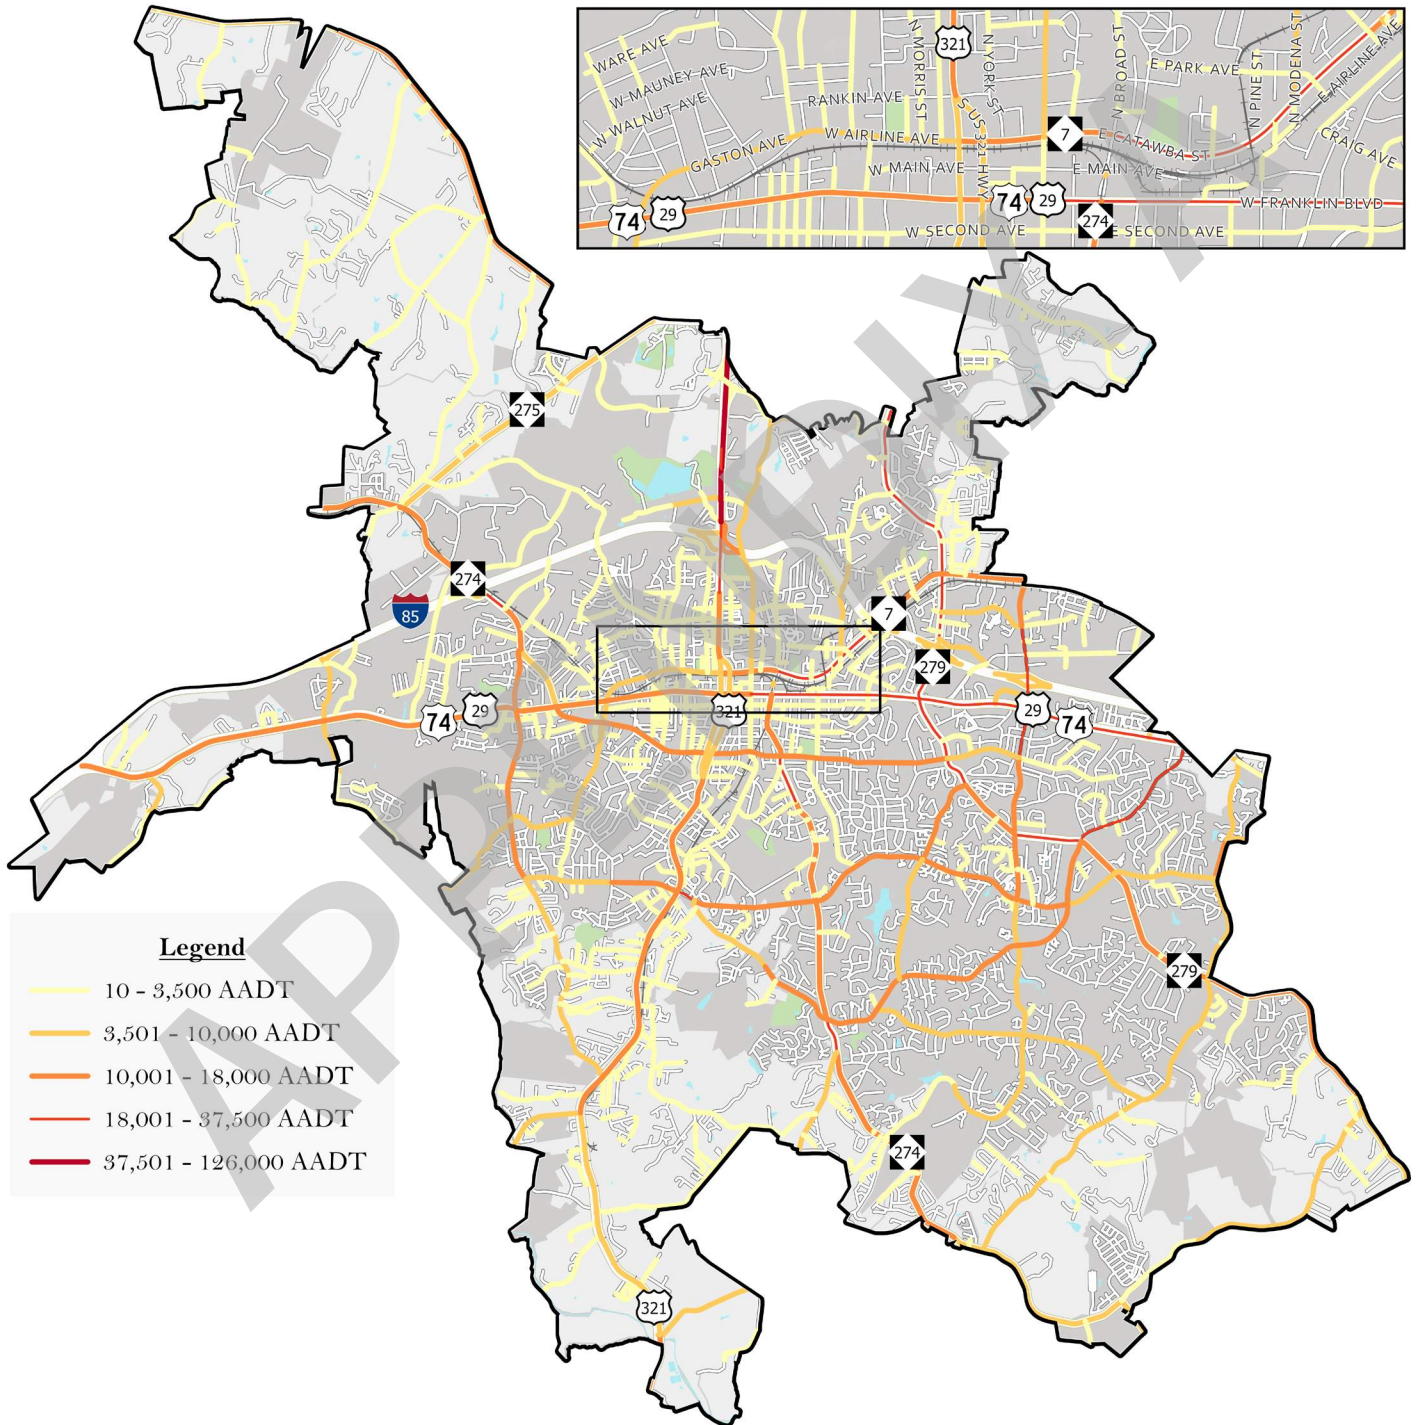 WARE AVE
W MAUNEY AVE
W WALNUT AVE
RANKIN AVE
GASTON AVE
W AIRLINE AVE
W MAIN AVE
N MORRIS ST
321
N YORK ST
S US 321 HWY
N BROAD ST
E PARK AVE
N PINE ST
N MODENA ST
E AIRLINE AVE
CRAIG AVE
7
E CATAWBA ST
E MAIN AVE
74
29
74
29
274
W FRANKLIN BLVD
W SECOND AVE
E SECOND AVE
275
274
85
7
279
74
29
321
29
74
279
274
321
Legend
10 - 3,500 AADT
3,501 - 10,000 AADT
10,001 - 18,000 AADT
18,001 - 37,500 AADT
37,501 - 126,000 AADT